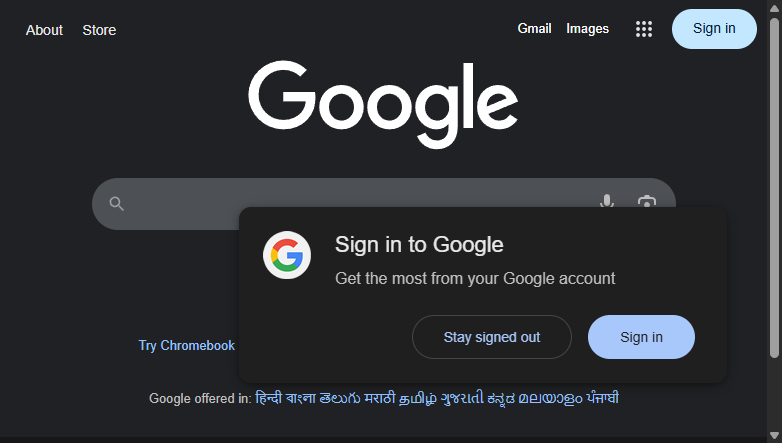 About Store Gmail Images Sign in
Google
Sign in to Google
Get the most from your Google account
Stay signed out Sign in
Try Chromebook
Google offered in: हिन्दी বাংলা తెలుగు मराठी தமிழ் ગુજરાતી ಕನ್ನಡ മലയാളം ਪੰਜਾਬੀ